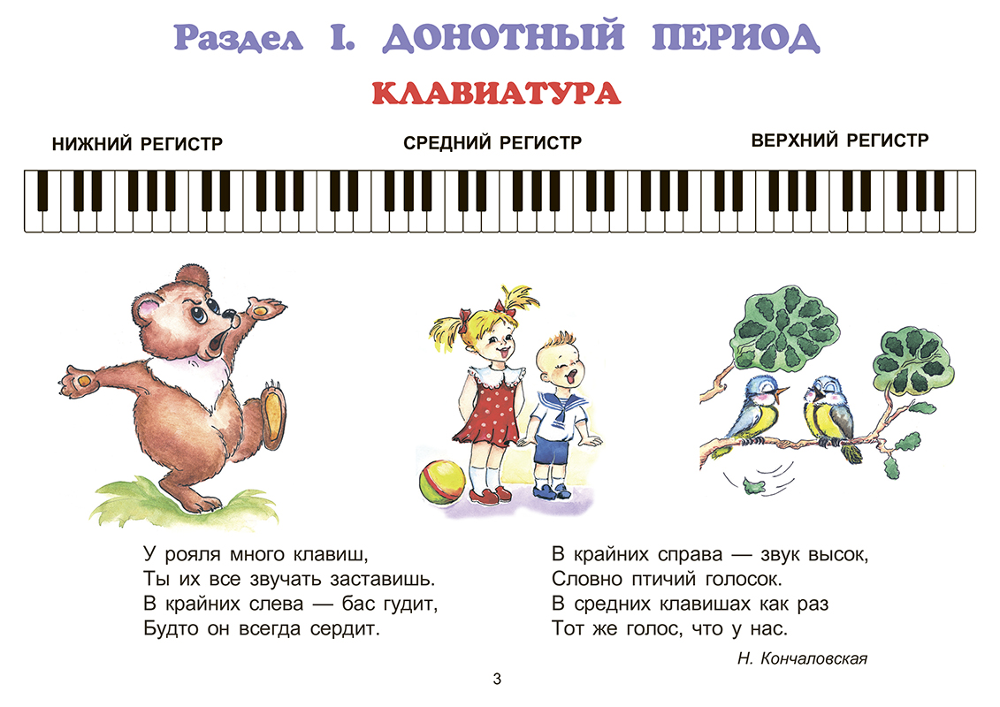 Раздел I. ДОНОТНЫЙ ПЕРИОД
КЛАВИАТУРА
НИЖНИЙ РЕГИСТР
СРЕДНИЙ РЕГИСТР
ВЕРХНИЙ РЕГИСТР
У рояля много клавиш,
Ты их все звучать заставишь.
В крайних слева — бас гудит,
Будто он всегда сердит.
В крайних справа — звук высок,
Словно птичий голосок.
В средних клавишах как раз
Тот же голос, что у нас.
Н. Кончаловская
3